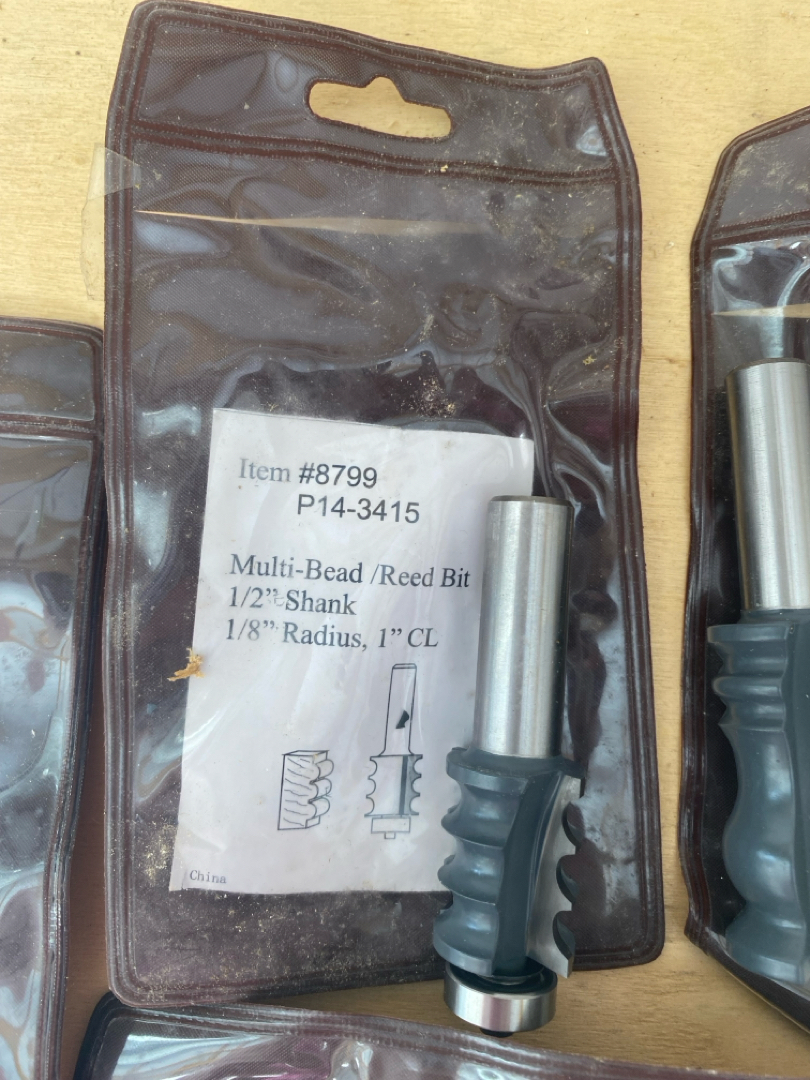 Item #8799
P14-3415
Multi-Bead /Reed Bit
1/2” Shank
1/8” Radius, 1” CL
China